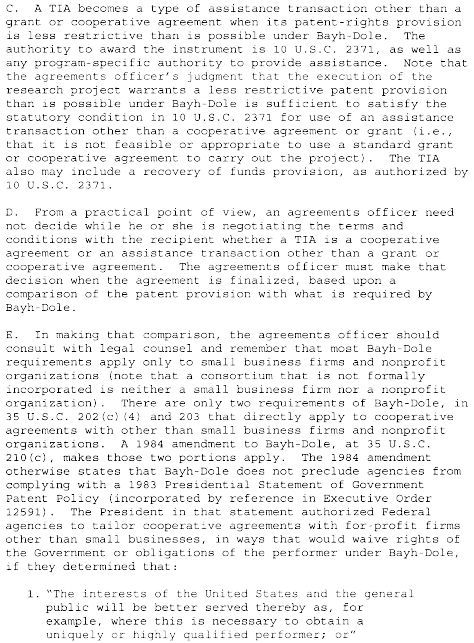 C.  A TIA becomes a type of assistance transaction other than a
grant or cooperative agreement when its patent-rights provision
is less restrictive than is possible under Bayh-Dole.  The
authority to award the instrument is 10 U.S.C. 2371, as well as
any program-specific authority to provide assistance.  Note that
the agreements officer's judgment that the execution of the
research project warrants a less restrictive patent provision
than is possible under Bayh-Dole is sufficient to satisfy the
statutory condition in 10 U.S.C. 2371 for use of an assistance
transaction other than a cooperative agreement or grant (i.e.,
that it is not feasible or appropriate to use a standard grant
or cooperative agreement to carry out the project).  The TIA
also may include a recovery of funds provision, as authorized by
10 U.S.C. 2371.
D.  From a practical point of view, an agreements officer need
not decide while he or she is negotiating the terms and
conditions with the recipient whether a TIA is a cooperative
agreement or an assistance transaction other than a grant or
cooperative agreement.  The agreements officer must make that
decision when the agreement is finalized, based upon a
comparison of the patent provision with what is required by
Bayh-Dole.
E.  In making that comparison, the agreements officer should
consult with legal counsel and remember that most Bayh-Dole
requirements apply only to small business firms and nonprofit
organizations (note that a consortium that is not formally
incorporated is neither a small business firm nor a nonprofit
organization).  There are only two requirements of Bayh-Dole, in
35 U.S.C. 202(c)(4) and 203 that directly apply to cooperative
agreements with other than small business firms and nonprofit
organizations.  A 1984 amendment to Bayh-Dole, at 35 U.S.C.
210(c), makes those two portions apply.  The 1984 amendment
otherwise states that Bayh-Dole does not preclude agencies from
complying with a 1983 Presidential Statement of Government
Patent Policy (incorporated by reference in Executive Order
12591).  The President in that statement authorized Federal
agencies to tailor cooperative agreements with for-profit firms
other than small businesses, in ways that would waive rights of
the Government or obligations of the performer under Bayh-Dole,
if they determined that:
1. "The interests of the United States and the general
public will be better served thereby as, for
example, where this is necessary to obtain a
uniquely or highly qualified performer; or"